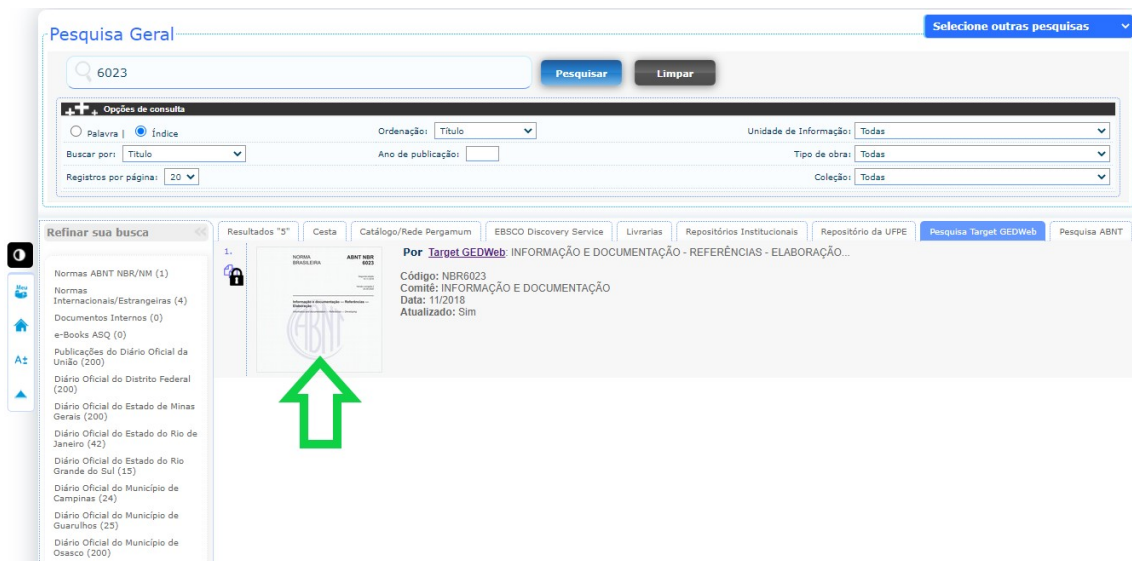 Selecione outras pesquisas
Pesquisa Geral
6023
Pesquisar Limpar
Opções de consulta
Palavra | Índice Ordenação: Título Unidade de Informação: Todas
Buscar por: Título Ano de publicação: Tipo de obra: Todas
Registros por página: 20 Coleção: Todas
Refinar sua busca
Resultados "5" Cesta Catálogo/Rede Pergamum EBSCO Discovery Service Livrarias Repositórios Institucionais Repositório da UFPE Pesquisa Target GEDWeb Pesquisa ABNT
Normas ABNT NBR/NM (1)
Normas
Internacionais/Estrangeiras (4)
Documentos Internos (0)
e-Books ASQ (0)
Publicações do Diário Oficial da
União (200)
Diário Oficial do Distrito Federal
(200)
Diário Oficial do Estado de Minas
Gerais (200)
Diário Oficial do Estado do Rio de
Janeiro (42)
Diário Oficial do Estado do Rio
Grande do Sul (15)
Diário Oficial do Município de
Campinas (24)
Diário Oficial do Município de
Guarulhos (25)
Diário Oficial do Município de
Osasco (200)
Menu
A±
1.
NORMA ABNT NBR
BRASILEIRA 6023
Informação e documentação — Referências —
Elaboração
ABNT
Por Target GEDWeb: INFORMAÇÃO E DOCUMENTAÇÃO - REFERÊNCIAS - ELABORAÇÃO...
Código: NBR6023
Comitê: INFORMAÇÃO E DOCUMENTAÇÃO
Data: 11/2018
Atualizado: Sim